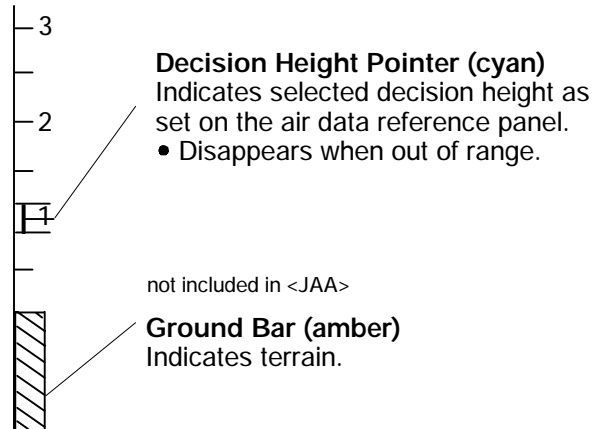 3
Decision Height Pointer (cyan)
Indicates selected decision height as
2
set on the air data reference panel.
• Disappears when out of range.
1
not included in <JAA>
Ground Bar (amber)
Indicates terrain.